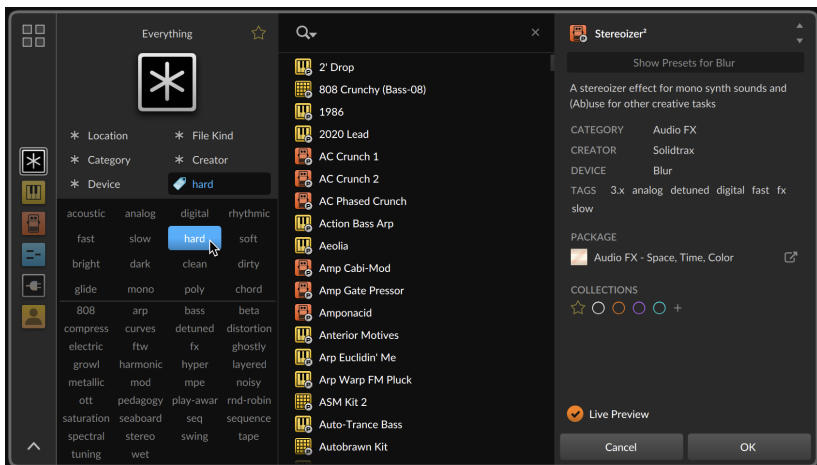 Everything
Location
File Kind
Category
Creator
Device
hard
acoustic analog digital rhythmic
fast slow hard soft
bright dark clean dirty
glide mono poly chord
808 arp bass beta
compress curves detuned distortion
electric ftw fx ghostly
growl harmonic hyper layered
metallic mod mpe noisy
ott pedagogy play-awar rnd-robin
saturation seaboard seq sequence
spectral stereo swing tape
tuning wet
2' Drop
808 Crunchy (Bass-08)
1986
2020 Lead
AC Crunch 1
AC Crunch 2
AC Phased Crunch
Action Bass Arp
Aeolia
Amp Cabi-Mod
Amp Gate Pressor
Amponacid
Anterior Motives
Arp Euclidin' Me
Arp Warp FM Pluck
ASM Kit 2
Auto-Trance Bass
Autobrawn Kit
Stereoizer²
Show Presets for Blur
A stereoizer effect for mono synth sounds and
(Ab)use for other creative tasks
CATEGORY Audio FX
CREATOR Solidtrax
DEVICE Blur
TAGS 3.x analog detuned digital fast fx
slow
PACKAGE
Audio FX - Space, Time, Color
COLLECTIONS
Live Preview
Cancel
OK